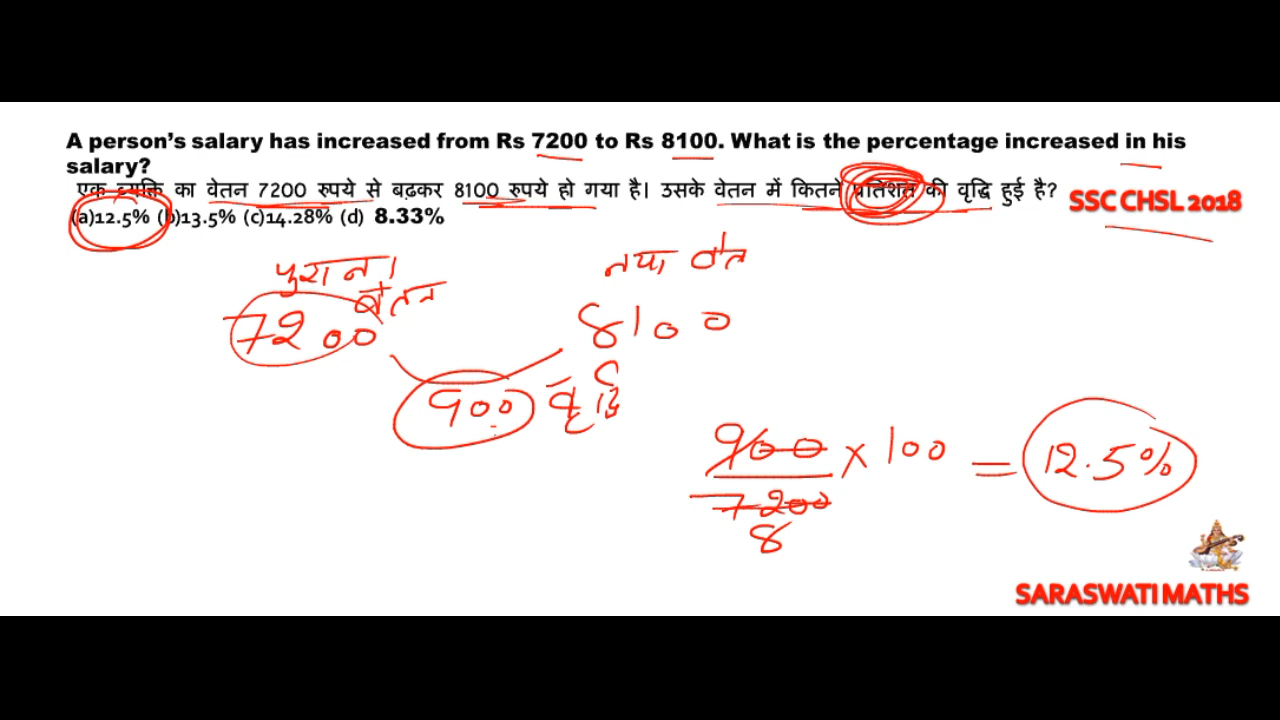 A person's salary has increased from Rs 7200 to Rs 8100. What is the percentage increased in his
salary?
एक व्यक्ति का वेतन 7200 रुपये से बढ़कर 8100 रुपये हो गया है। उसके वेतन में कितने प्रतिशत की वृद्धि हुई है?
SSC CHSL 2018
(a)12.5% (b)13.5% (c)14.28% (d) 8.33%
पुराना
वेतन
नया वेत
7200
8100
900 वृद्धि
900
7200
8
× 100 = 12.5%
SARASWATI MATHS